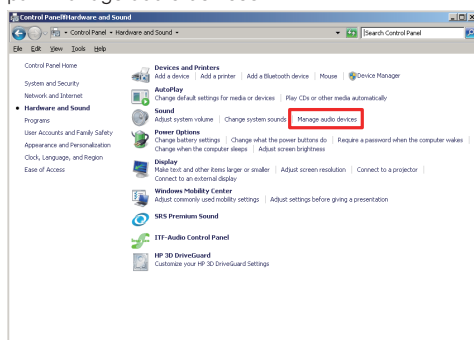 Control Panel\Hardware and Sound
Control Panel ▸ Hardware and Sound ▸
Search Control Panel
File Edit View Tools Help
Control Panel Home
System and Security
Network and Internet
Hardware and Sound
Programs
User Accounts and Family Safety
Appearance and Personalization
Clock, Language, and Region
Ease of Access
Devices and Printers
Add a device | Add a printer | Add a Bluetooth device | Mouse | Device Manager
AutoPlay
Change default settings for media or devices | Play CDs or other media automatically
Sound
Adjust system volume | Change system sounds | Manage audio devices
Power Options
Change battery settings | Change what the power buttons do | Require a password when the computer wakes |
Change when the computer sleeps | Adjust screen brightness
Display
Make text and other items larger or smaller | Adjust screen resolution | Connect to a projector |
Connect to an external display
Windows Mobility Center
Adjust commonly used mobility settings | Adjust settings before giving a presentation
SRS Premium Sound
ITF-Audio Control Panel
HP 3D DriveGuard
Customize your HP 3D DriveGuard Settings